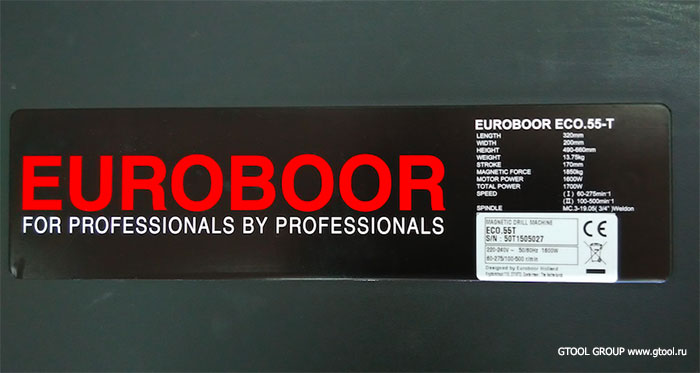 EUROBOOR
FOR PROFESSIONALS BY PROFESSIONALS
EUROBOOR ECO.55-T
LENGTH 320mm
WIDTH 200mm
HEIGHT 490-660mm
WEIGHT 13.75kg
STROKE 170mm
MAGNETIC FORCE 1850kg
MOTOR POWER 1600W
TOTAL POWER 1700W
SPEED ( I ) 60-275min⁻¹
(II) 100-500min⁻¹
SPINDLE MC.3-19.05( 3/4" )Weldon
MAGNETIC DRILL MACHINE
ECO.55T
S/N : 50T1505027
CE
220-240V ~ 50/60Hz 1600W
60-275/100-500 r/min
Designed by Euroboor Holland
GTOOL GROUP www.gtool.ru